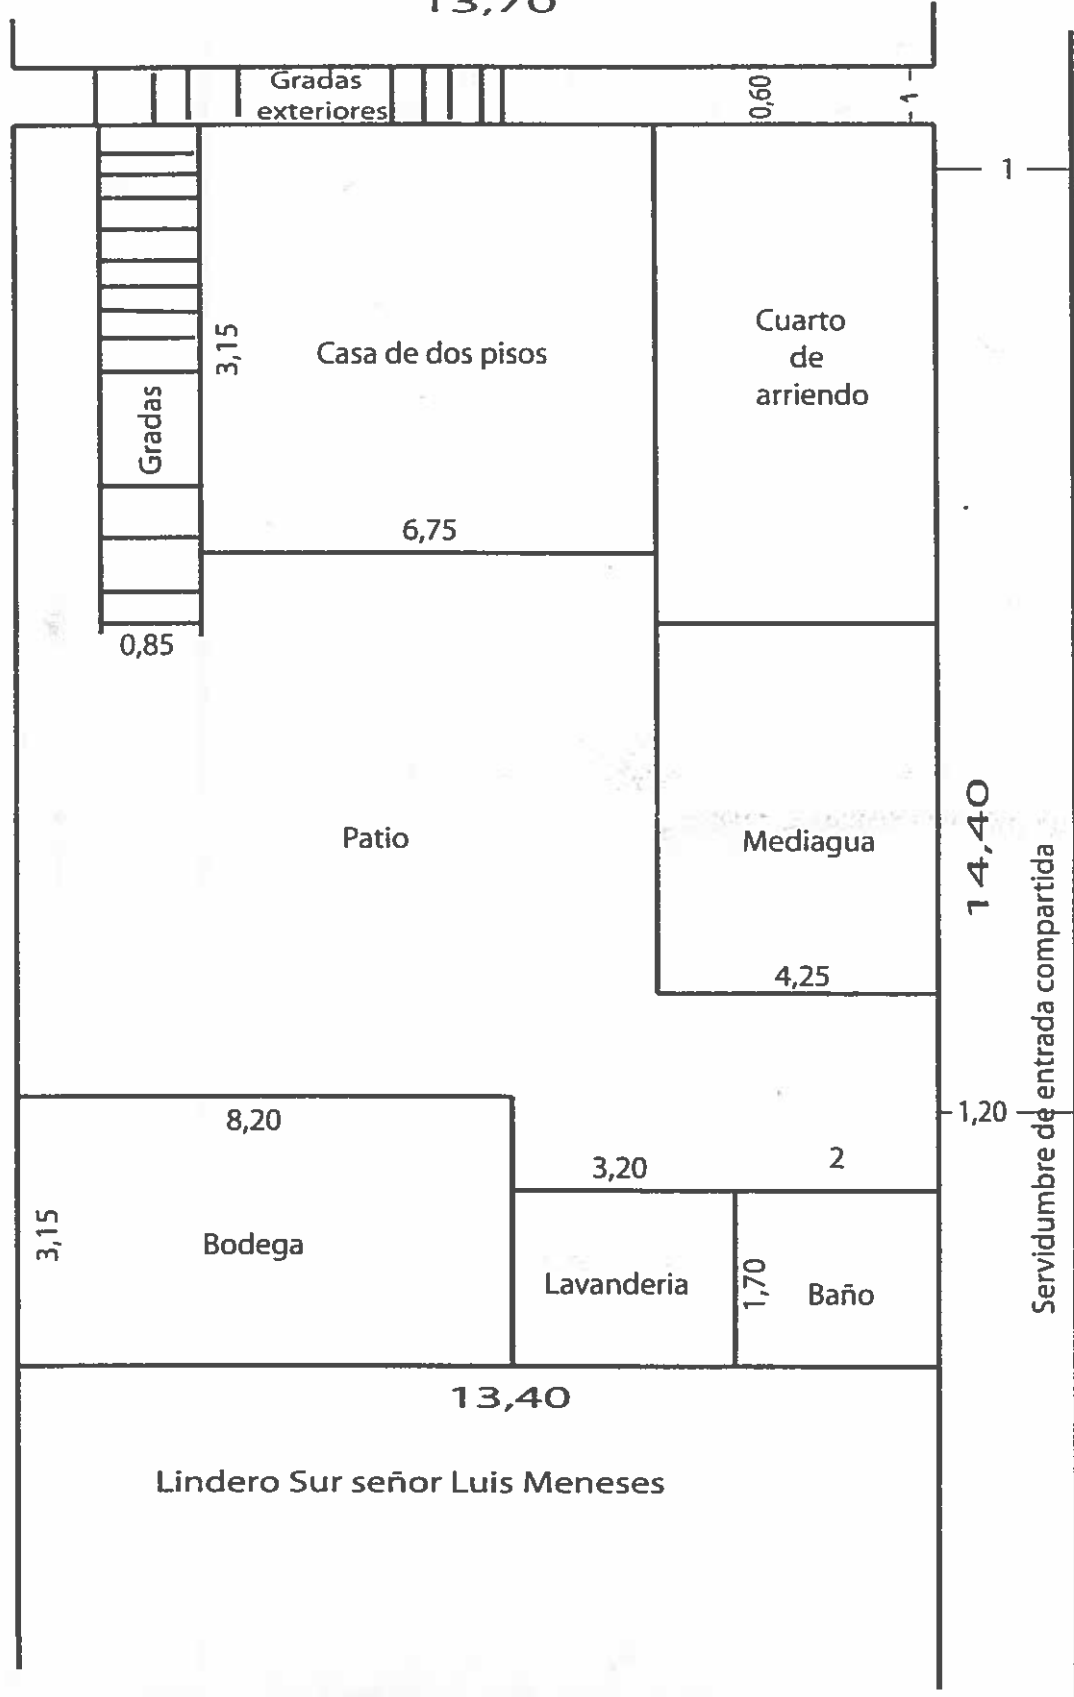 13,90
Gradas
exteriores
0,60
1
1
3,15
Casa de dos pisos
Cuarto
de
arriendo
Gradas
6,75
0,85
Patio
Mediagua
14,40
4,25
Servidumbre de entrada compartida
8,20
1,20
3,20
2
3,15
Bodega
Lavanderia
1,70
Baño
13,40
Lindero Sur señor Luis Meneses